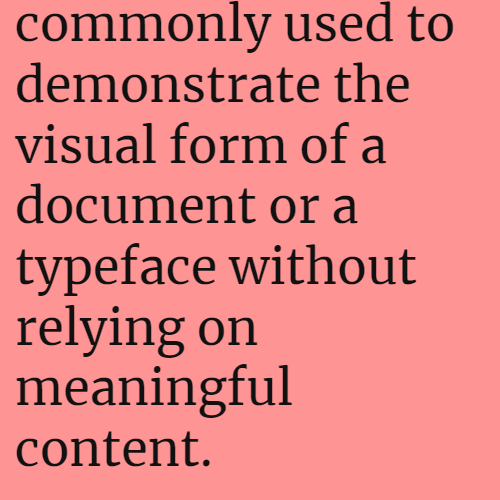 commonly used to
demonstrate the
visual form of a
document or a
typeface without
relying on
meaningful
content.